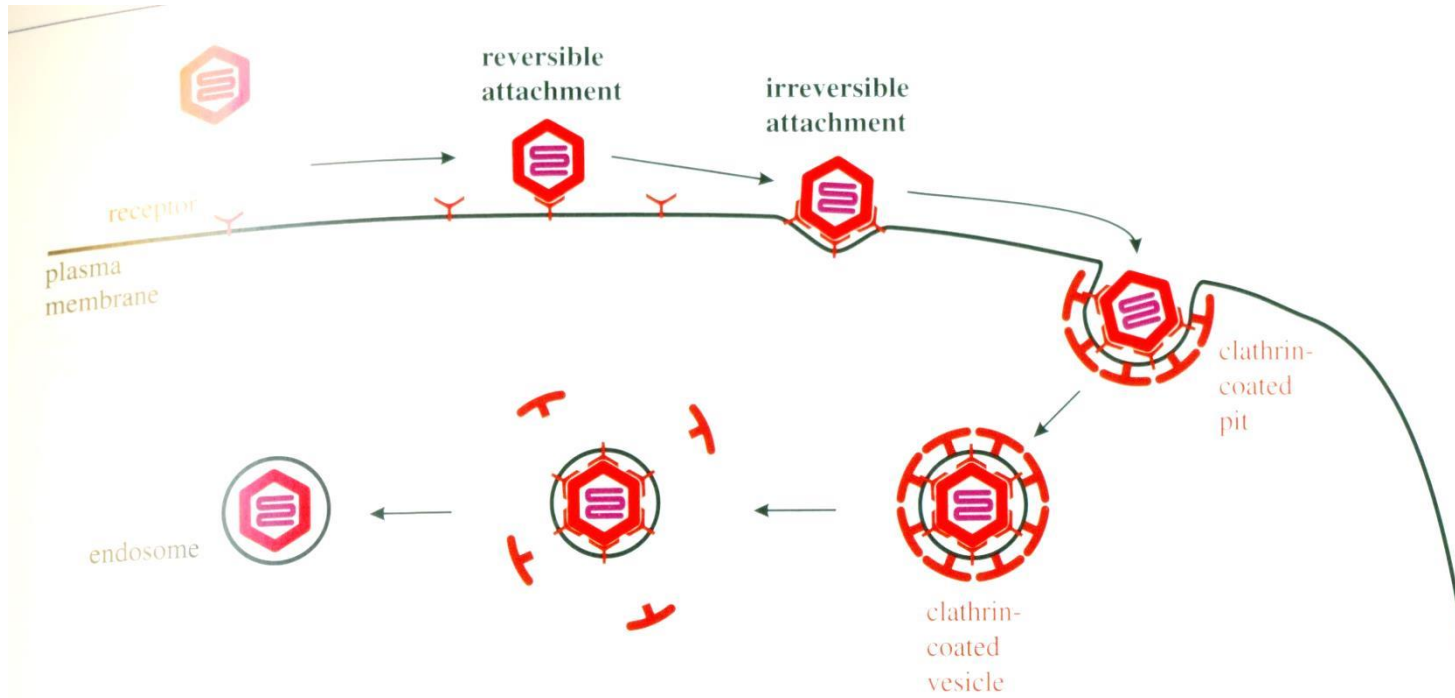 reversible
attachment
irreversible
attachment
receptor
plasma
membrane
clathrin-
coated
pit
endosome
clathrin-
coated
vesicle